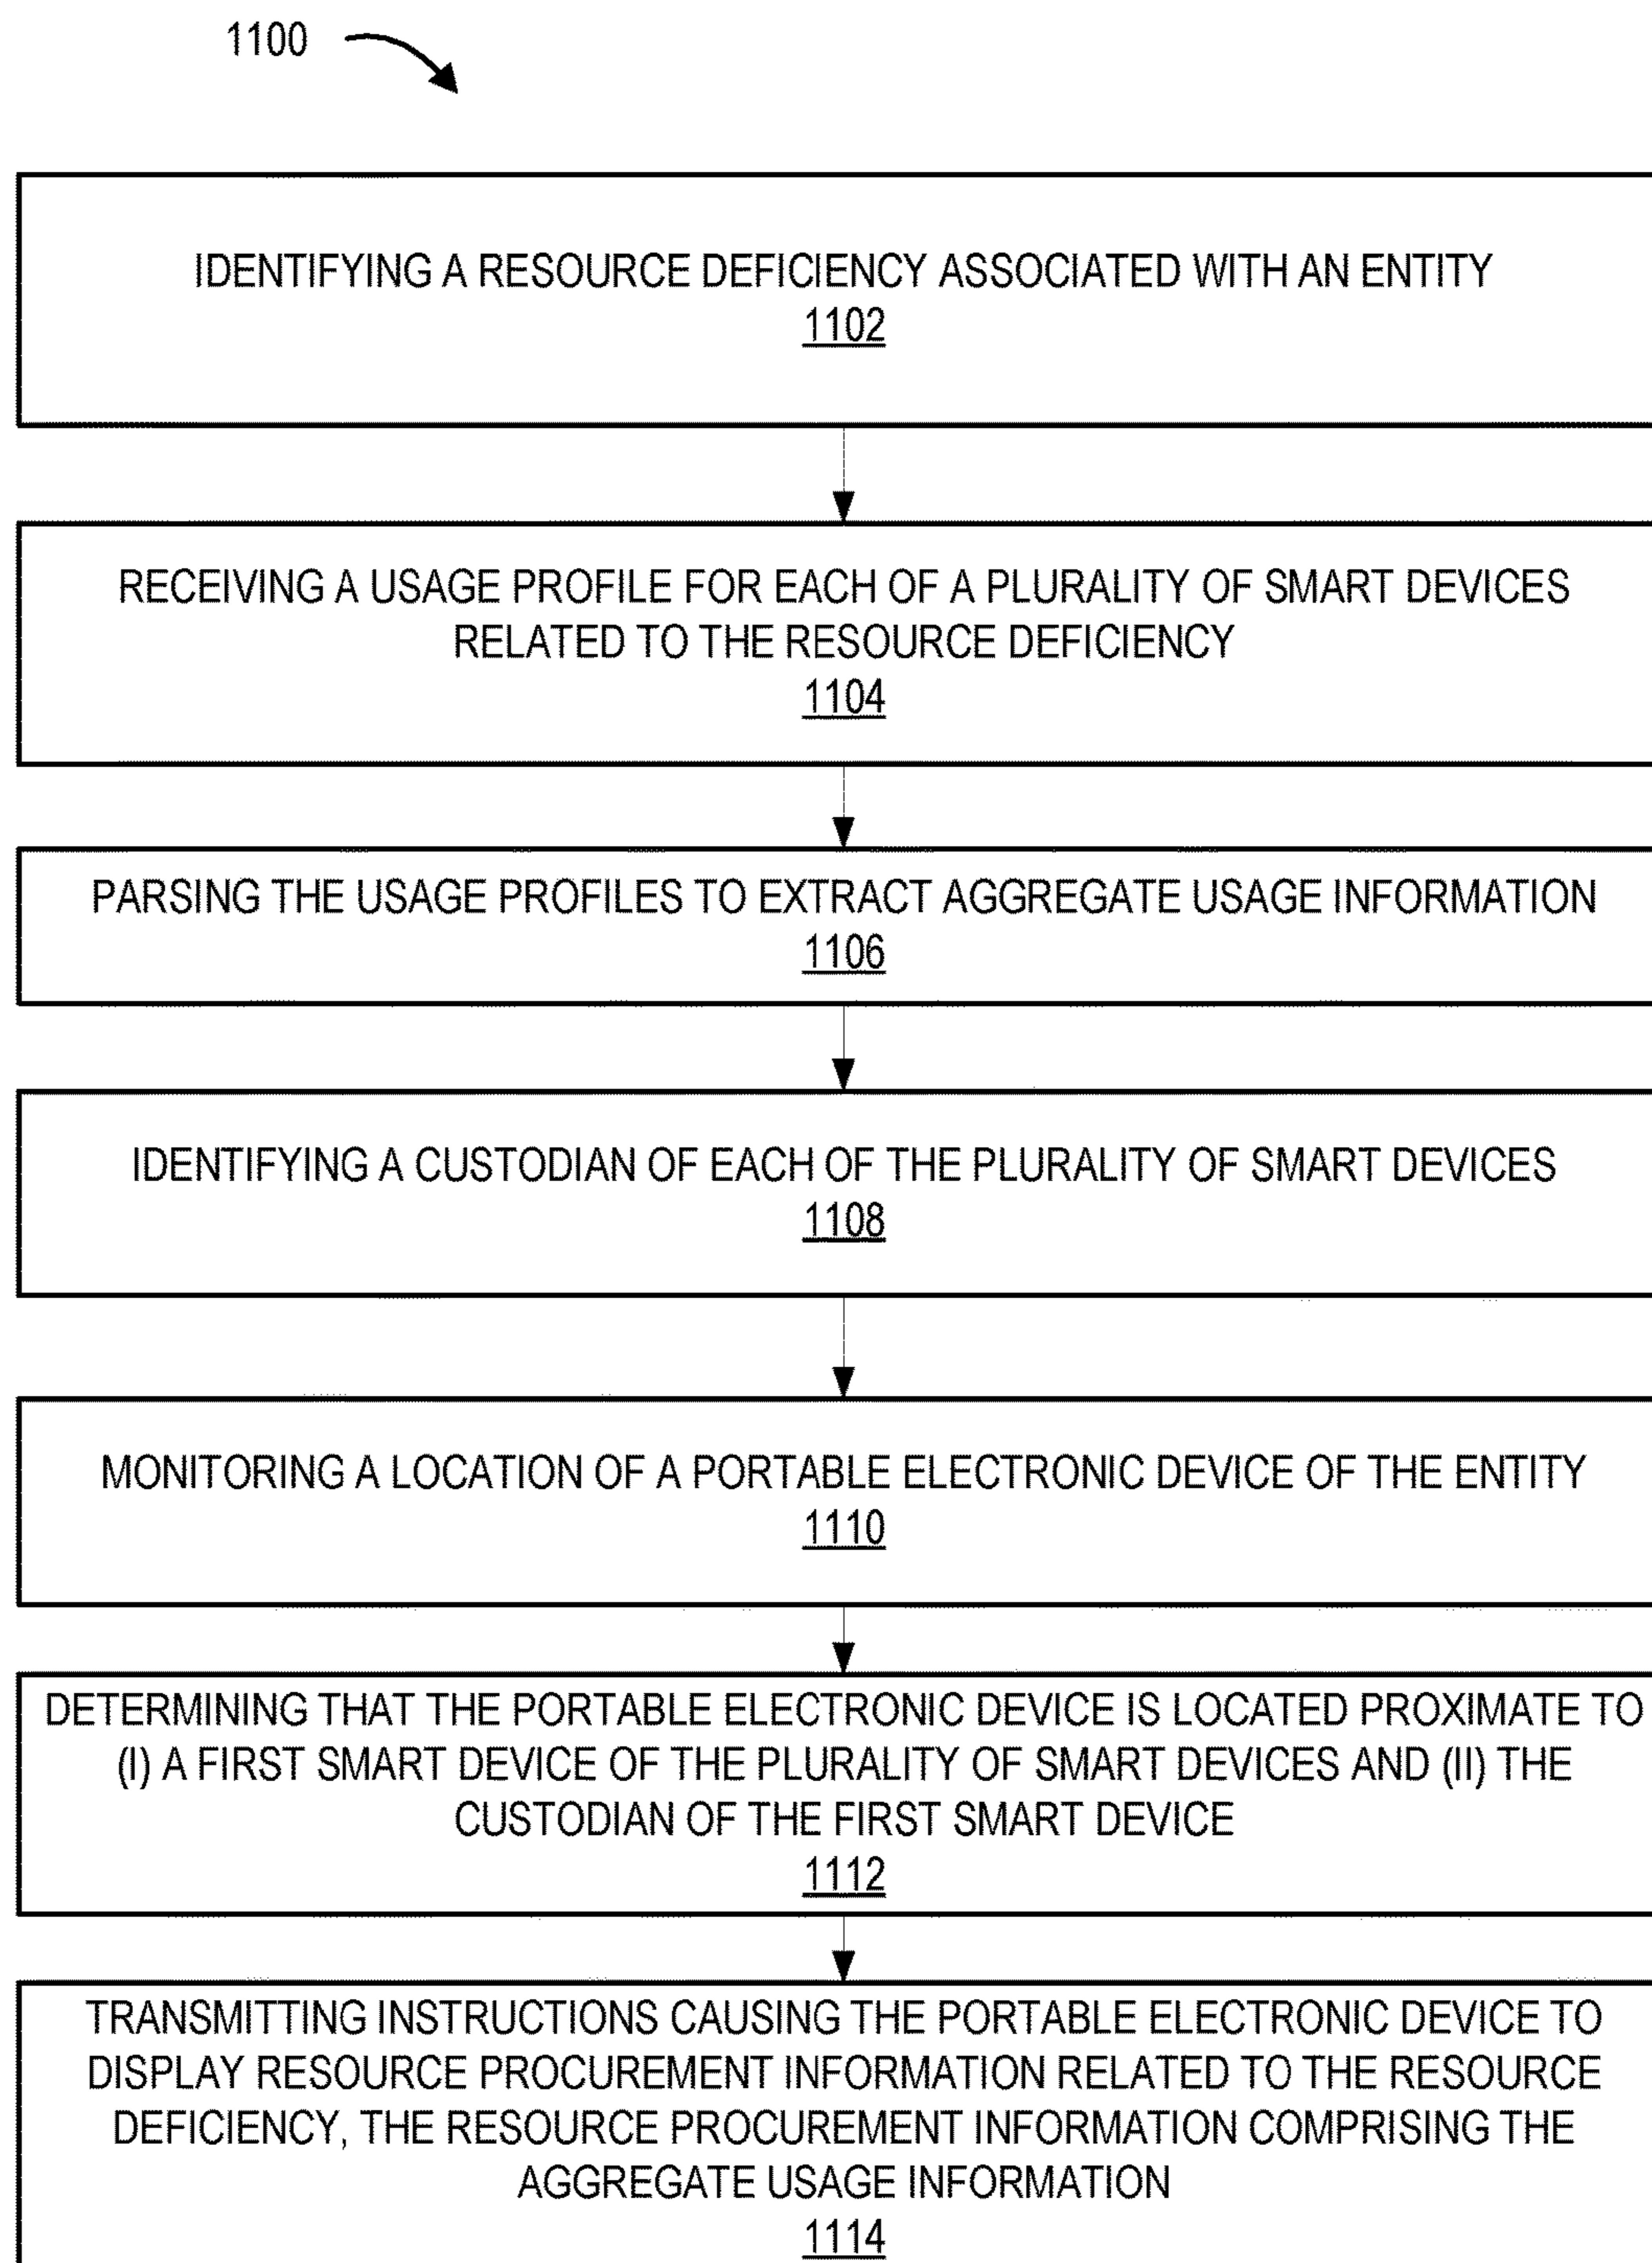 1100
IDENTIFYING A RESOURCE DEFICIENCY ASSOCIATED WITH AN ENTITY
1102
RECEIVING A USAGE PROFILE FOR EACH OF A PLURALITY OF SMART DEVICES
RELATED TO THE RESOURCE DEFICIENCY
1104
PARSING THE USAGE PROFILES TO EXTRACT AGGREGATE USAGE INFORMATION
1106
IDENTIFYING A CUSTODIAN OF EACH OF THE PLURALITY OF SMART DEVICES
1108
MONITORING A LOCATION OF A PORTABLE ELECTRONIC DEVICE OF THE ENTITY
1110
DETERMINING THAT THE PORTABLE ELECTRONIC DEVICE IS LOCATED PROXIMATE TO
(I) A FIRST SMART DEVICE OF THE PLURALITY OF SMART DEVICES AND (II) THE
CUSTODIAN OF THE FIRST SMART DEVICE
1112
TRANSMITTING INSTRUCTIONS CAUSING THE PORTABLE ELECTRONIC DEVICE TO
DISPLAY RESOURCE PROCUREMENT INFORMATION RELATED TO THE RESOURCE
DEFICIENCY, THE RESOURCE PROCUREMENT INFORMATION COMPRISING THE
AGGREGATE USAGE INFORMATION
1114